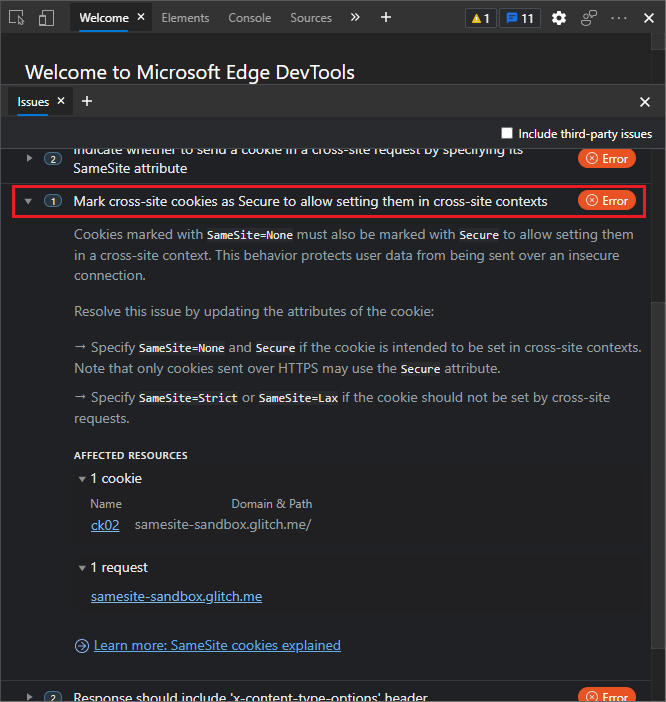 Welcome
Elements
Console
Sources
1
11
Welcome to Microsoft Edge DevTools
Issues
Include third-party issues
2
Indicate whether to send a cookie in a cross-site request by specifying its
SameSite attribute
Error
1
Mark cross-site cookies as Secure to allow setting them in cross-site contexts
Error
Cookies marked with SameSite=None must also be marked with Secure to allow setting them
in a cross-site context. This behavior protects user data from being sent over an insecure
connection.
Resolve this issue by updating the attributes of the cookie:
→ Specify SameSite=None and Secure if the cookie is intended to be set in cross-site contexts.
Note that only cookies sent over HTTPS may use the Secure attribute.
→ Specify SameSite=Strict or SameSite=Lax if the cookie should not be set by cross-site
requests.
AFFECTED RESOURCES
1 cookie
Name Domain & Path
ck02 samesite-sandbox.glitch.me/
1 request
samesite-sandbox.glitch.me
Learn more: SameSite cookies explained
2
Response should include 'x-content-type-options' header
Error